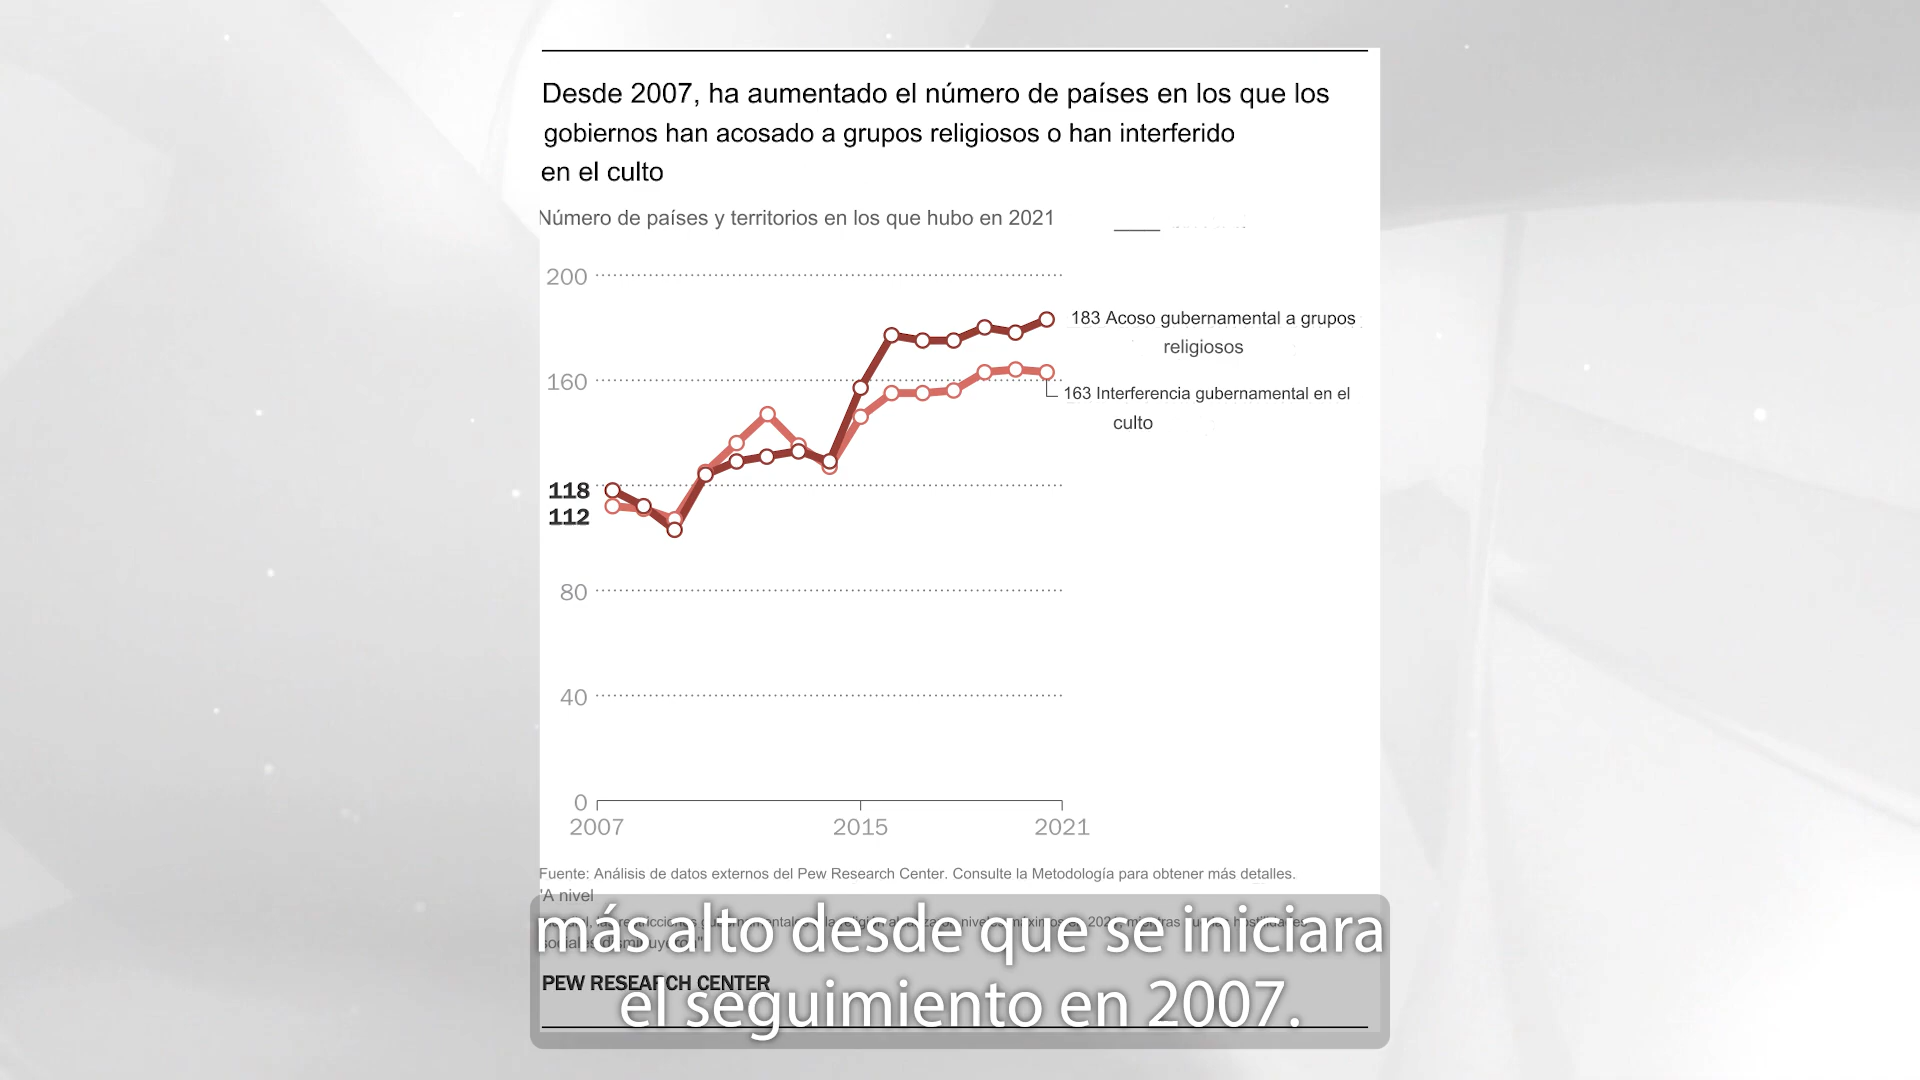 Desde 2007, ha aumentado el número de países en los que los
gobiernos han acosado a grupos religiosos o han interferido
en el culto
Número de países y territorios en los que hubo en 2021
200
183 Acoso gubernamental a grupos
religiosos
160
163 Interferencia gubernamental en el
culto
118
112
80
40
0
2007 2015 2021
Fuente: Análisis de datos externos del Pew Research Center. Consulte la Metodología para obtener más detalles.
"A nivel
más alto desde que se iniciara
PEW RESEARCH CENTER
el seguimiento en 2007.